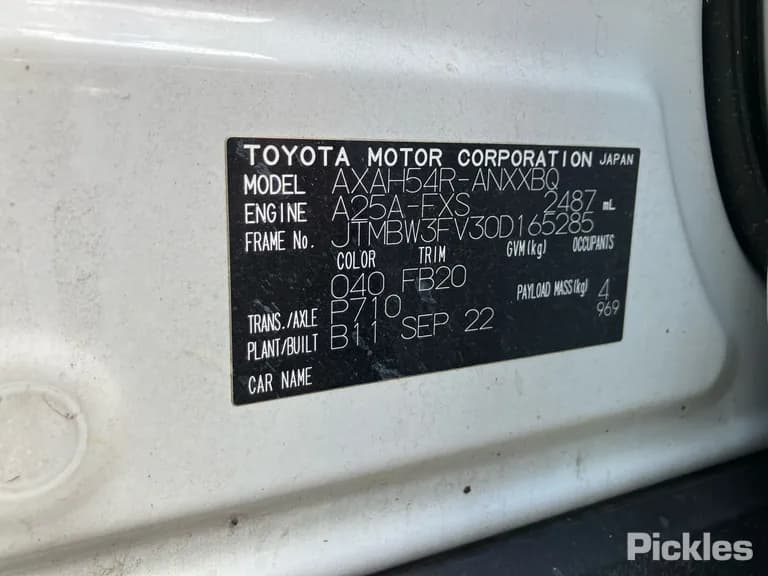 TOYOTA MOTOR CORPORATION JAPAN
MODEL AXAH54R-ANXXBQ
ENGINE A25A-FXS 2487 mL
FRAME No. JTMBW3FV30D165285
COLOR TRIM GVM(kg) OCCUPANTS
040 FB20
PAYLOAD MASS(kg) 4
TRANS./AXLE P710 969
PLANT/BUILT B11 SEP 22
CAR NAME
Pickles